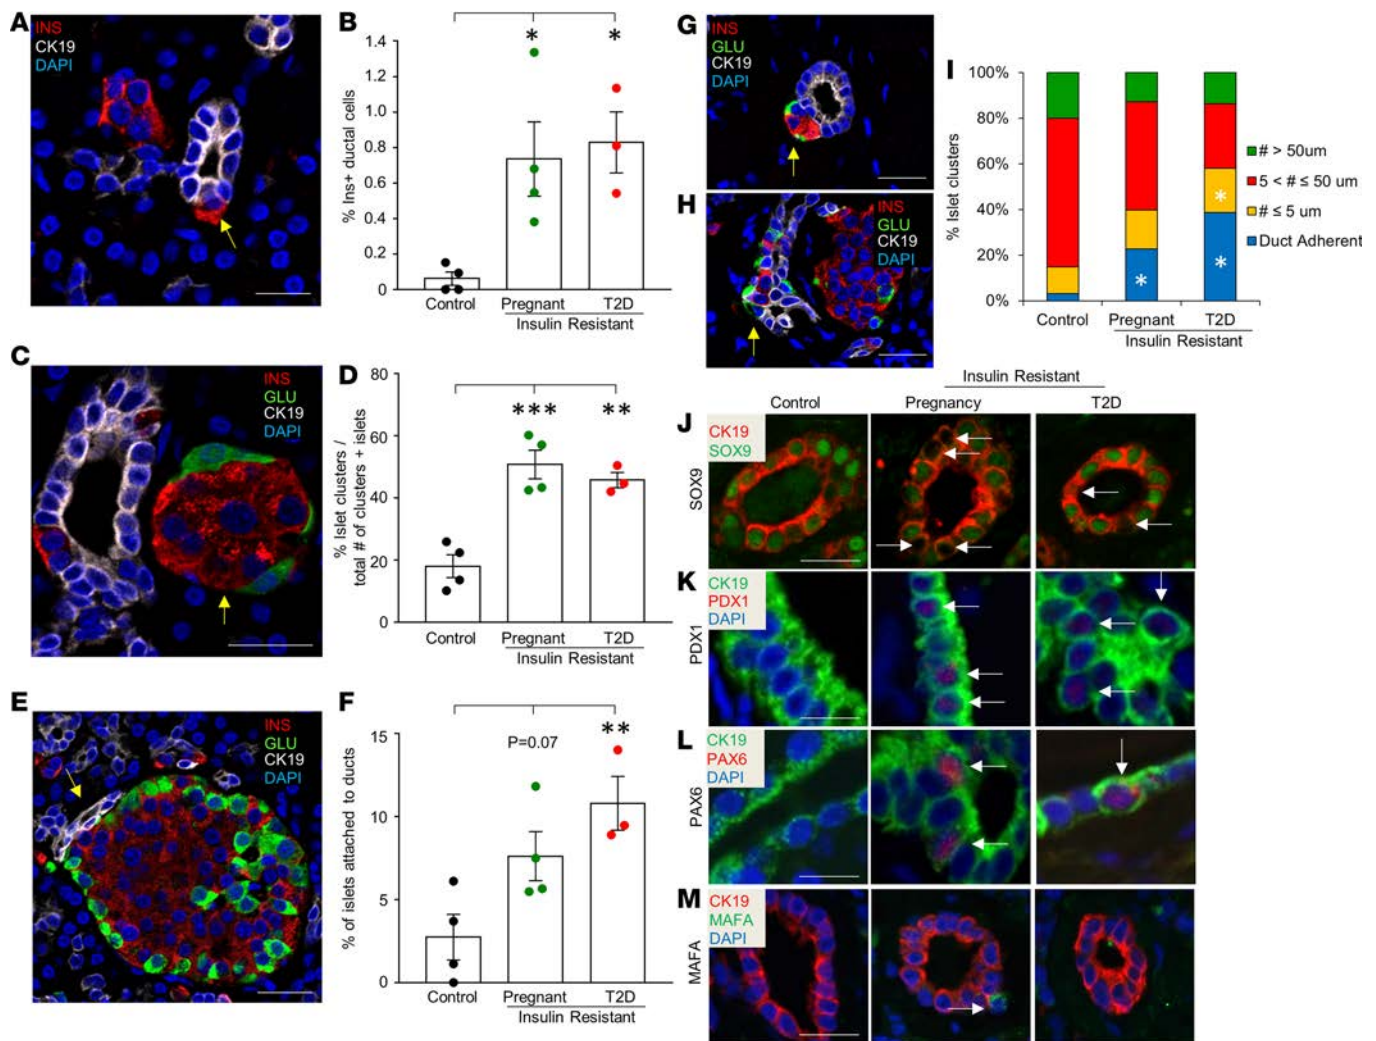 A
INS
CK19
DAPI
B
% Ins+ ductal cells
1.4
1.2
1.0
0.8
0.6
0.4
0.2
0
*
*
Control
Pregnant
T2D
Insulin Resistant
C
INS
GLU
CK19
DAPI
D
% Islet clusters /
total # of clusters + islets
80
60
40
20
0
***
**
Control
Pregnant
T2D
Insulin Resistant
E
INS
GLU
CK19
DAPI
F
% of islets attached to ducts
15
10
5
0
P=0.07
**
Control
Pregnant
T2D
Insulin Resistant
G
INS
GLU
CK19
DAPI
H
INS
GLU
CK19
DAPI
I
% Islet clusters
100%
80%
60%
40%
20%
0%
*
*
*
Control
Pregnant
T2D
Insulin Resistant
# > 50um
5 < # ≤ 50 um
# ≤ 5 um
Duct Adherent
Insulin Resistant
Control
Pregnancy
T2D
J
SOX9
CK19
SOX9
K
PDX1
CK19
PDX1
DAPI
L
PAX6
CK19
PAX6
DAPI
M
MAFA
CK19
MAFA
DAPI